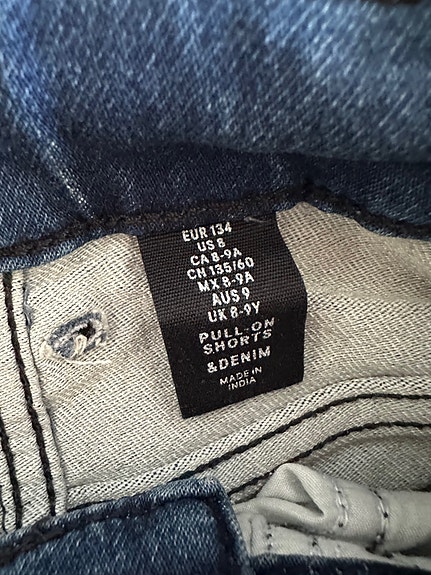 EUR 134
US 8
CA 8-9A
CN 135/60
MX 8-9A
AUS 9
UK 8-9Y
PULL-ON
SHORTS
&DENIM
MADE IN
INDIA